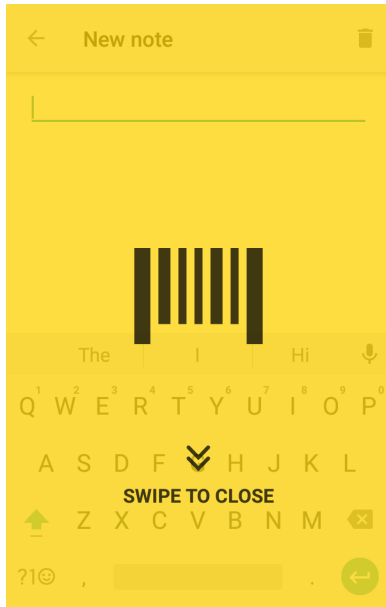 New note
The I Hi
1 2 3 4 5 6 7 8 9 0
Q W E R T Y U I O P
A S D F H J K L
SWIPE TO CLOSE
Z X C V B N M
?1☺ , .